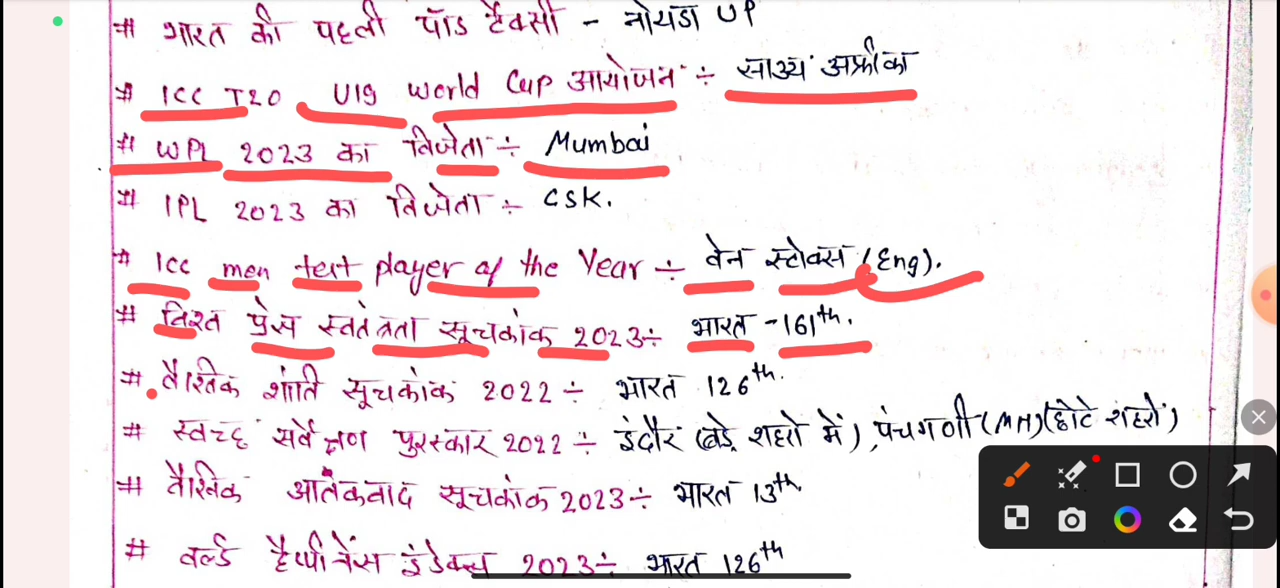 # भारत की पहली पॉड टैक्सी - नोयडा UP
# ICC T20 U19 world Cup आयोजन ÷ साउथ अफ्रीका
# WPL 2023 का विजेता ÷ Mumbai
# IPL 2023 का विजेता ÷ CSK.
# ICC men test player of the Year ÷ बेन स्टोक्स (Eng).
# विश्व प्रेस स्वतंत्रता सूचकांक 2023 ÷ भारत - 161th.
# वैश्विक शांति सूचकांक 2022 ÷ भारत 126th.
# स्वच्छ सर्वेक्षण पुरस्कार 2022 ÷ इंदौर (बड़े शहरों में), पंचगणी (MH) (छोटे शहरों)
# वैश्विक आतंकवाद सूचकांक 2023 ÷ भारत 13th
# वर्ल्ड हैप्पीनेंस इंडेक्स 2023 ÷ भारत 126th